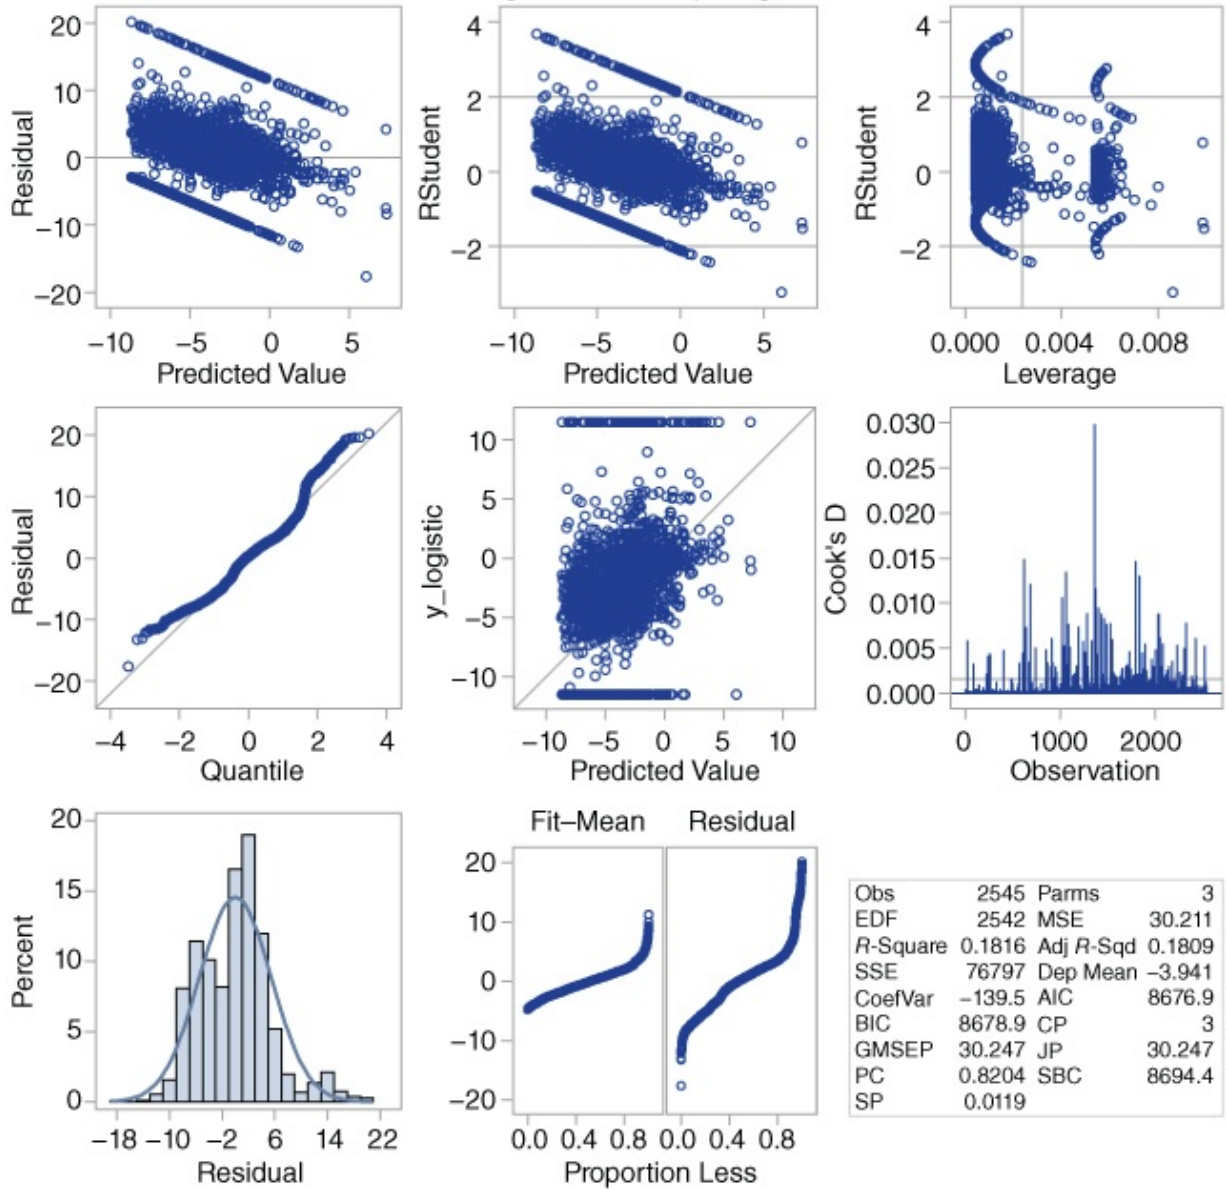 20
10
0
−10
−20
Residual
−10 −5 0 5
Predicted Value
4
2
0
−2
RStudent
−10 −5 0 5
Predicted Value
4
2
0
−2
RStudent
0.000 0.004 0.008
Leverage
20
10
0
−10
−20
Residual
−4 −2 0 2 4
Quantile
10
5
0
−5
−10
y_logistic
−10 −5 0 5 10
Predicted Value
0.030
0.025
0.020
0.015
0.010
0.005
0.000
Cook's D
0 1000 2000
Observation
20
15
10
5
0
Percent
−18 −10 −2 6 14 22
Residual
Fit–Mean Residual
20
10
0
−10
−20
0.0 0.4 0.8 0.0 0.4 0.8
Proportion Less
Obs 2545 Parms 3
EDF 2542 MSE 30.211
R-Square 0.1816 Adj R-Sqd 0.1809
SSE 76797 Dep Mean −3.941
CoefVar −139.5 AIC 8676.9
BIC 8678.9 CP 3
GMSEP 30.247 JP 30.247
PC 0.8204 SBC 8694.4
SP 0.0119